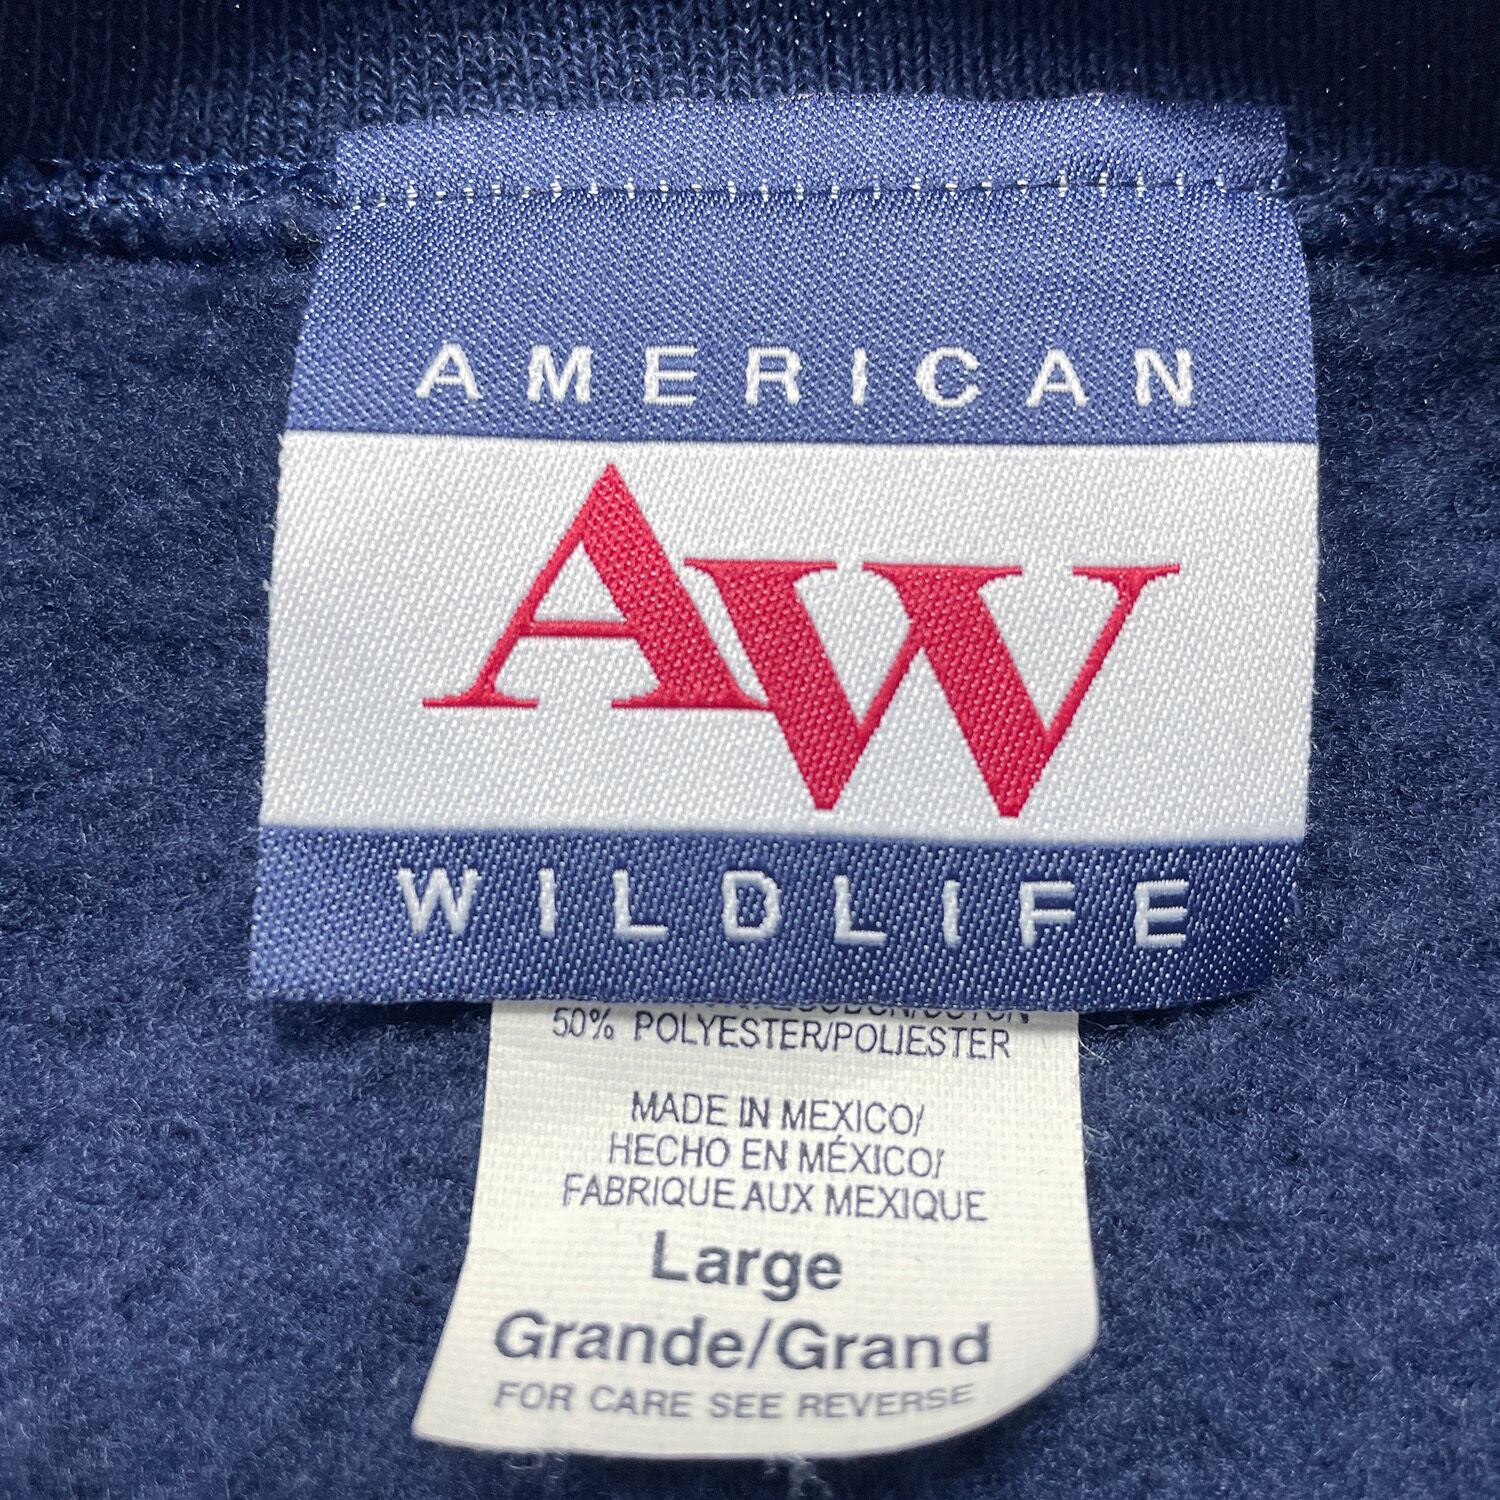 AMERICAN
AW
WILDLIFE
50% POLYESTER/POLIESTER
MADE IN MEXICO/
HECHO EN MÉXICO/
FABRIQUE AUX MEXIQUE
Large
Grande/Grand
FOR CARE SEE REVERSE